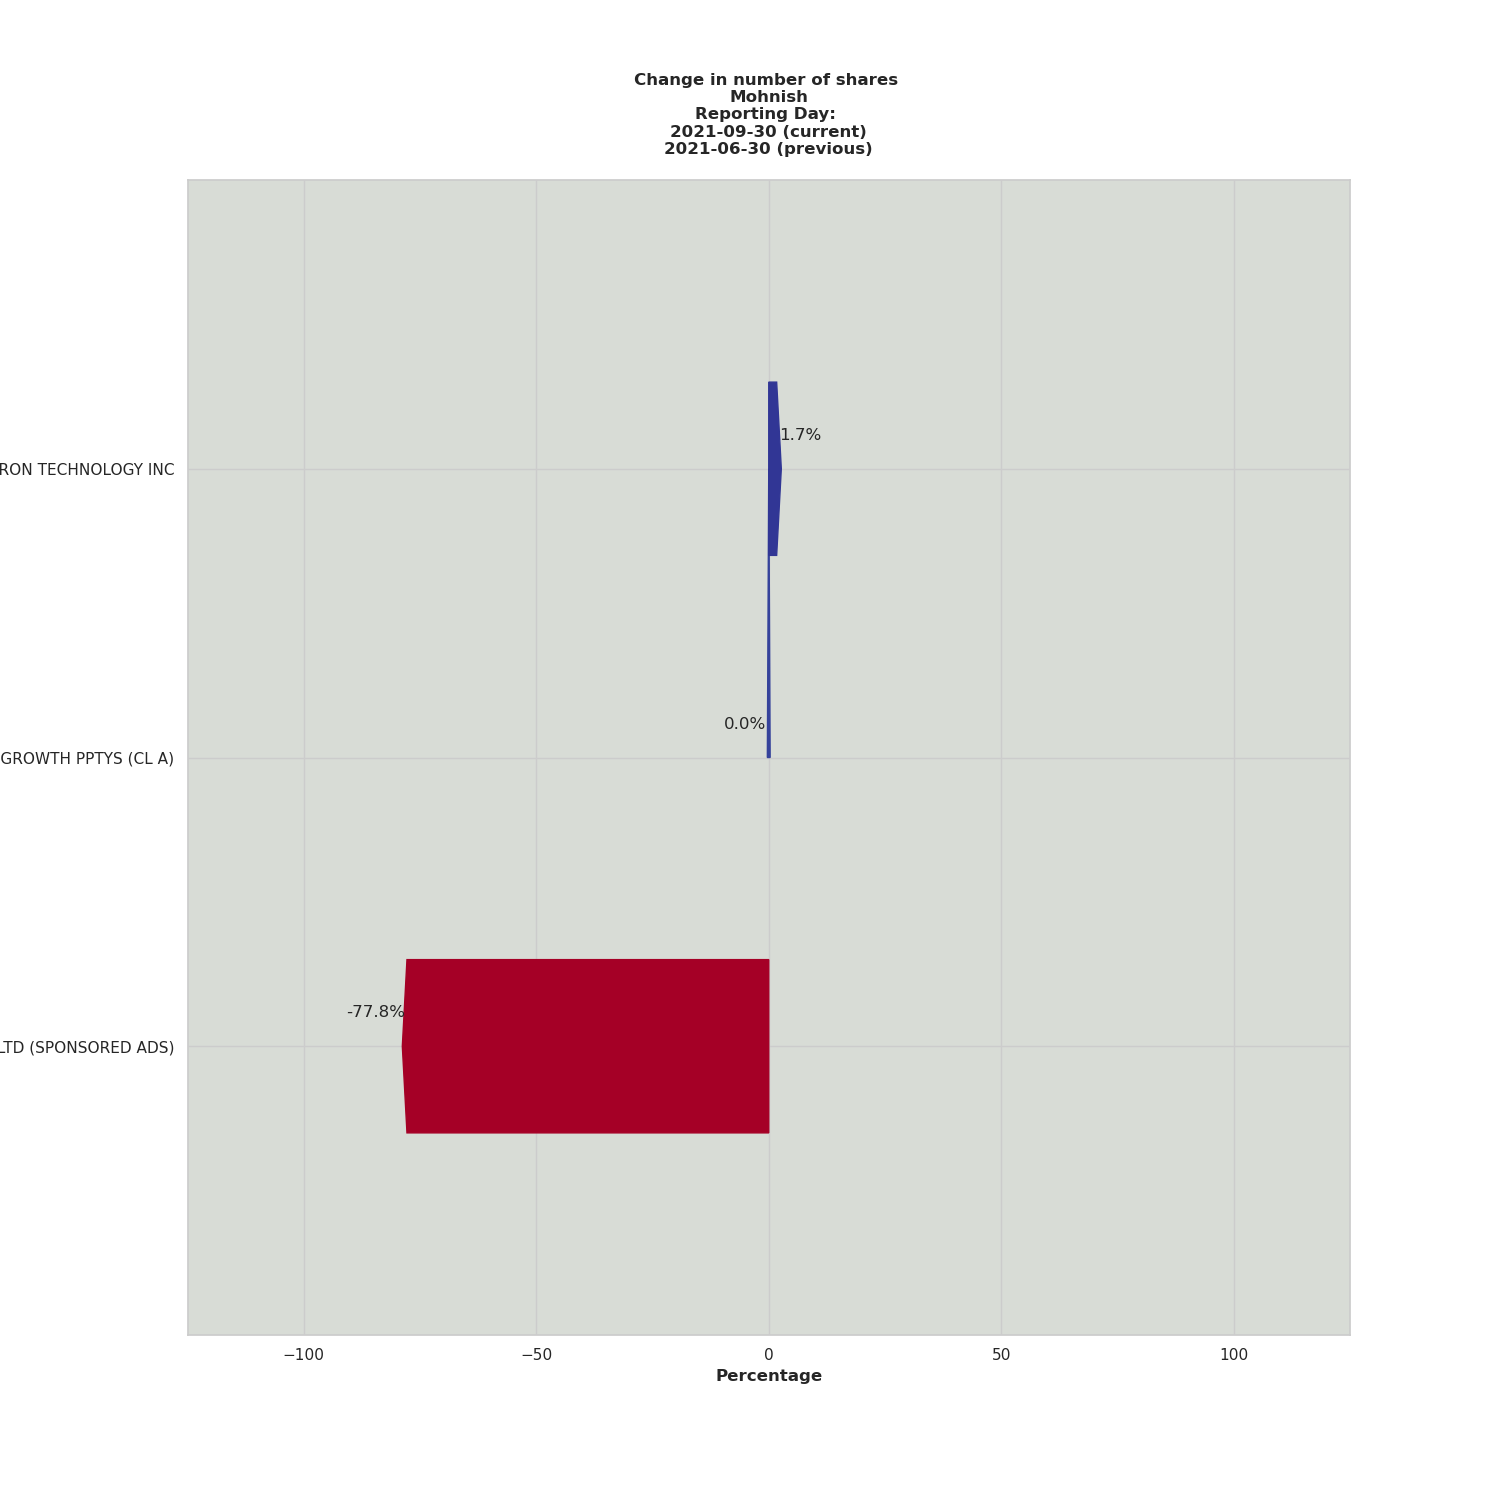 Change in number of shares
Mohnish
Reporting Day:
2021-09-30 (current)
2021-06-30 (previous)
1.7%
RON TECHNOLOGY INC
0.0%
GROWTH PPTYS (CL A)
-77.8%
LTD (SPONSORED ADS)
−100 −50 0 50 100
Percentage